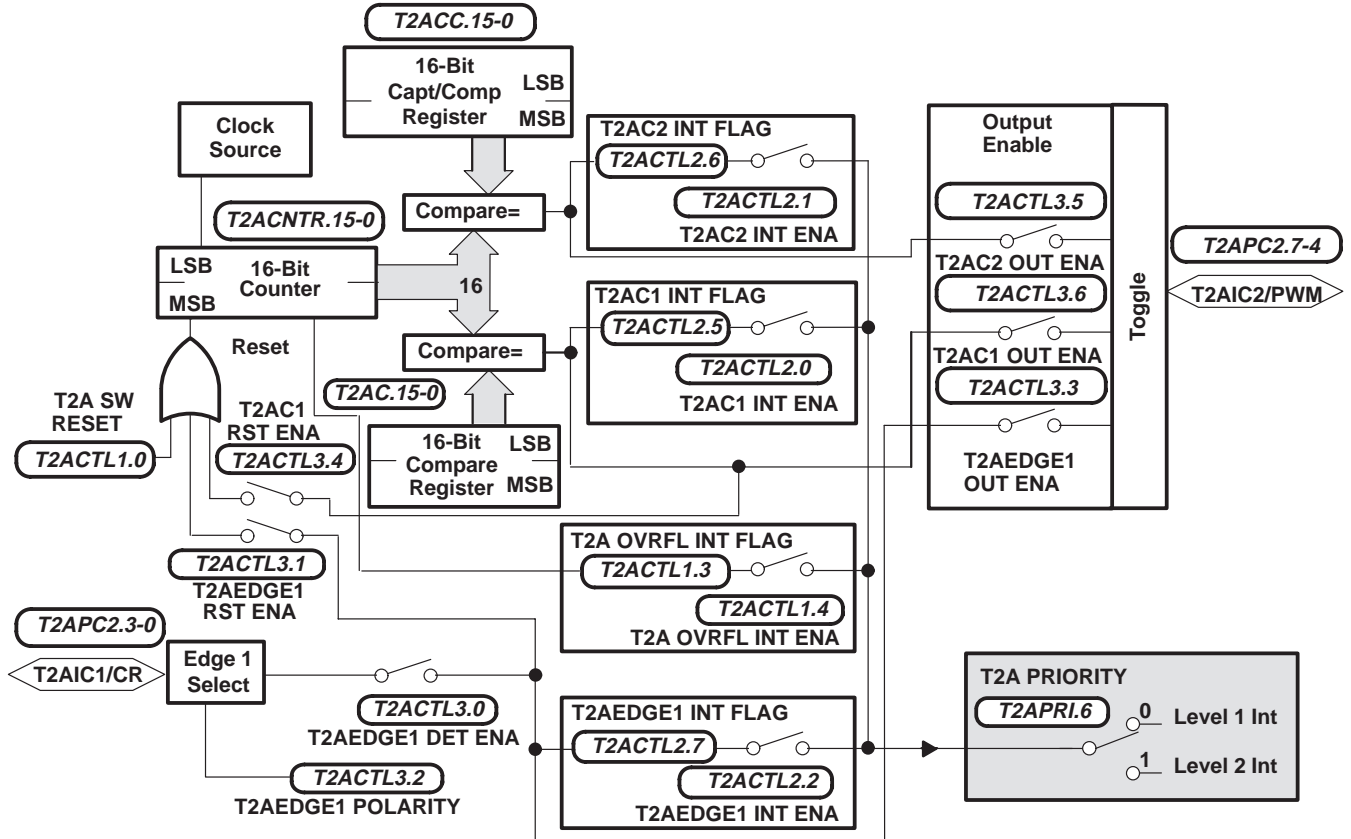 T2ACC.15-0
16-Bit
Capt/Comp
Register
LSB
MSB
Clock
Source
T2ACNTR.15-0
LSB
MSB
16-Bit
Counter
16
Compare=
Compare=
Reset
T2AC.15-0
16-Bit
Compare
Register
LSB
MSB
T2A SW
RESET
T2ACTL1.0
T2AC1
RST ENA
T2ACTL3.4
T2ACTL3.1
T2AEDGE1
RST ENA
T2APC2.3-0
T2AIC1/CR
Edge 1
Select
T2ACTL3.0
T2AEDGE1 DET ENA
T2ACTL3.2
T2AEDGE1 POLARITY
T2AC2 INT FLAG
T2ACTL2.6
T2ACTL2.1
T2AC2 INT ENA
T2AC1 INT FLAG
T2ACTL2.5
T2ACTL2.0
T2AC1 INT ENA
T2A OVRFL INT FLAG
T2ACTL1.3
T2ACTL1.4
T2A OVRFL INT ENA
T2AEDGE1 INT FLAG
T2ACTL2.7
T2ACTL2.2
T2AEDGE1 INT ENA
Output
Enable
T2ACTL3.5
T2AC2 OUT ENA
T2ACTL3.6
T2AC1 OUT ENA
T2ACTL3.3
T2AEDGE1
OUT ENA
Toggle
T2APC2.7-4
T2AIC2/PWM
T2A PRIORITY
T2APRI.6
0
Level 1 Int
1
Level 2 Int